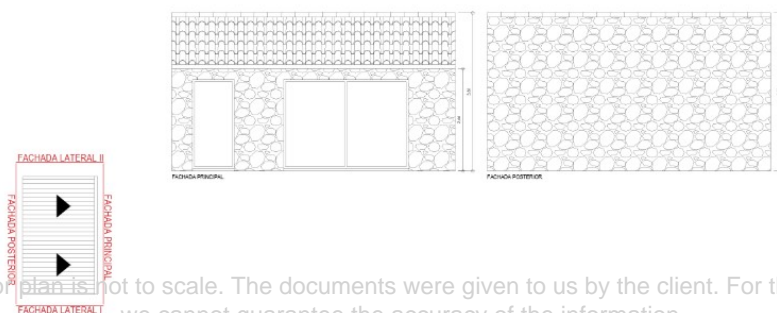 FACHADA PRINCIPAL
FACHADA POSTERIOR
FACHADA LATERAL II
FACHADA POSTERIOR
FACHADA PRINCIPAL
FACHADA LATERAL I
plan is not to scale. The documents were given to us by the client. For
we cannot guarantee the accuracy of the information